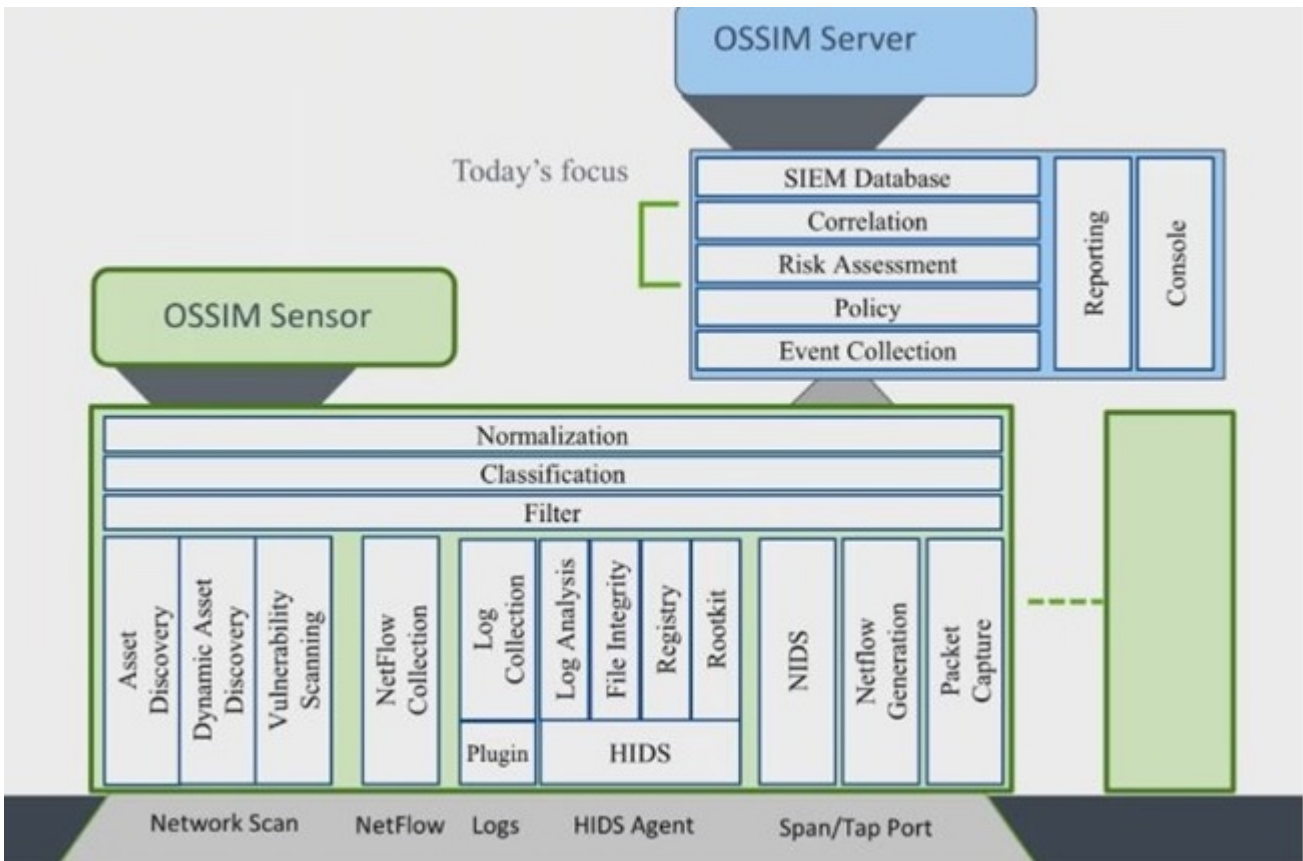 OSSIM Server
Today's focus
SIEM Database
Correlation
Risk Assessment
Policy
Event Collection
Reporting
Console
OSSIM Sensor
Normalization
Classification
Filter
Asset
Discovery
Dynamic Asset
Discovery
Vulnerability
Scanning
NetFlow
Collection
Log
Collection
Plugin
Log Analysis
File Integrity
Registry
Rootkit
HIDS
NIDS
Netflow
Generation
Packet
Capture
Network Scan
NetFlow
Logs
HIDS Agent
Span/Tap Port